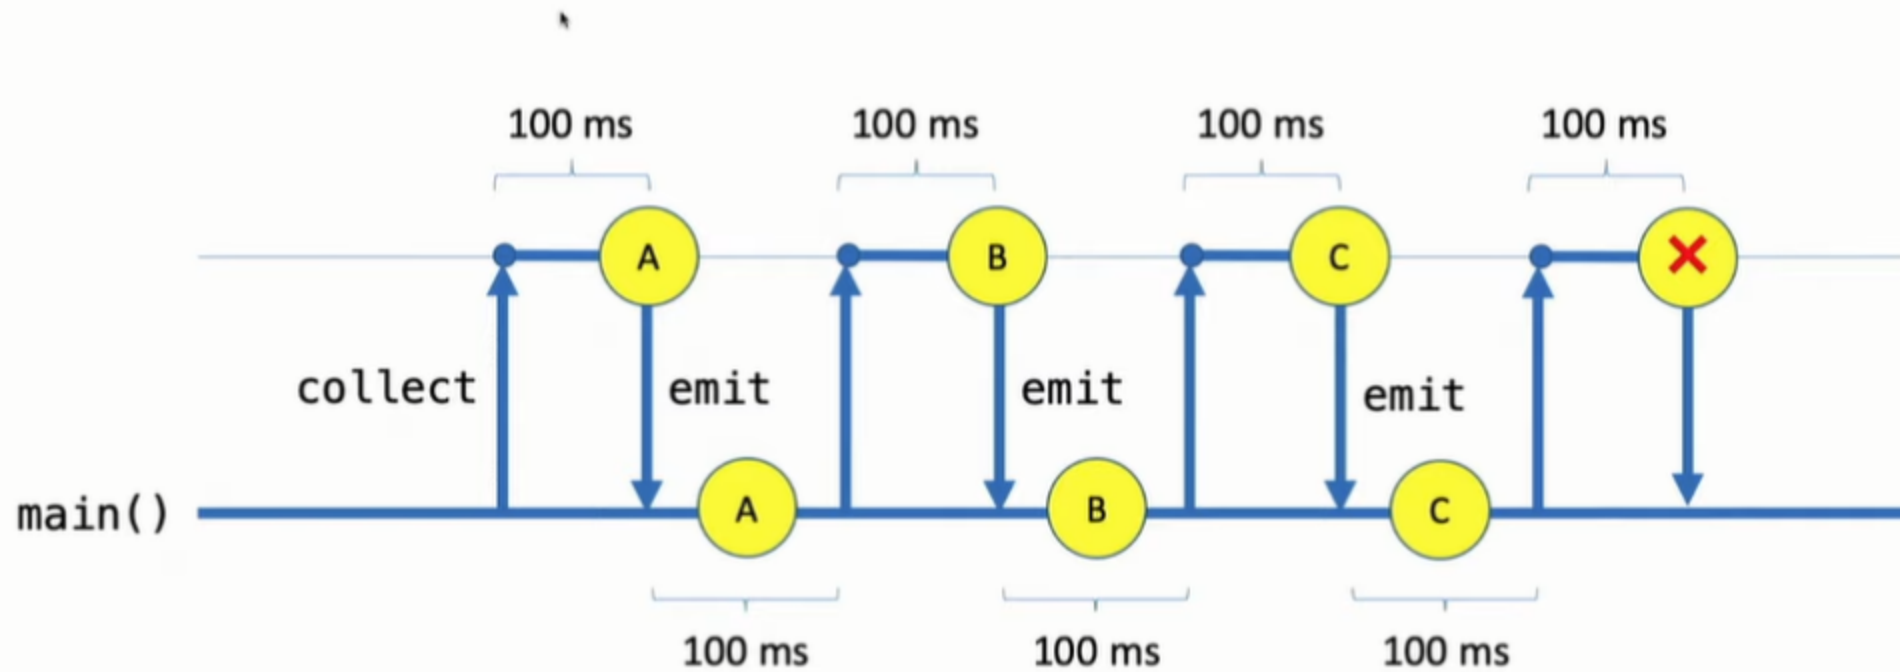 100 ms 100 ms 100 ms 100 ms
A B C
collect emit emit emit
main() A B C
100 ms 100 ms 100 ms